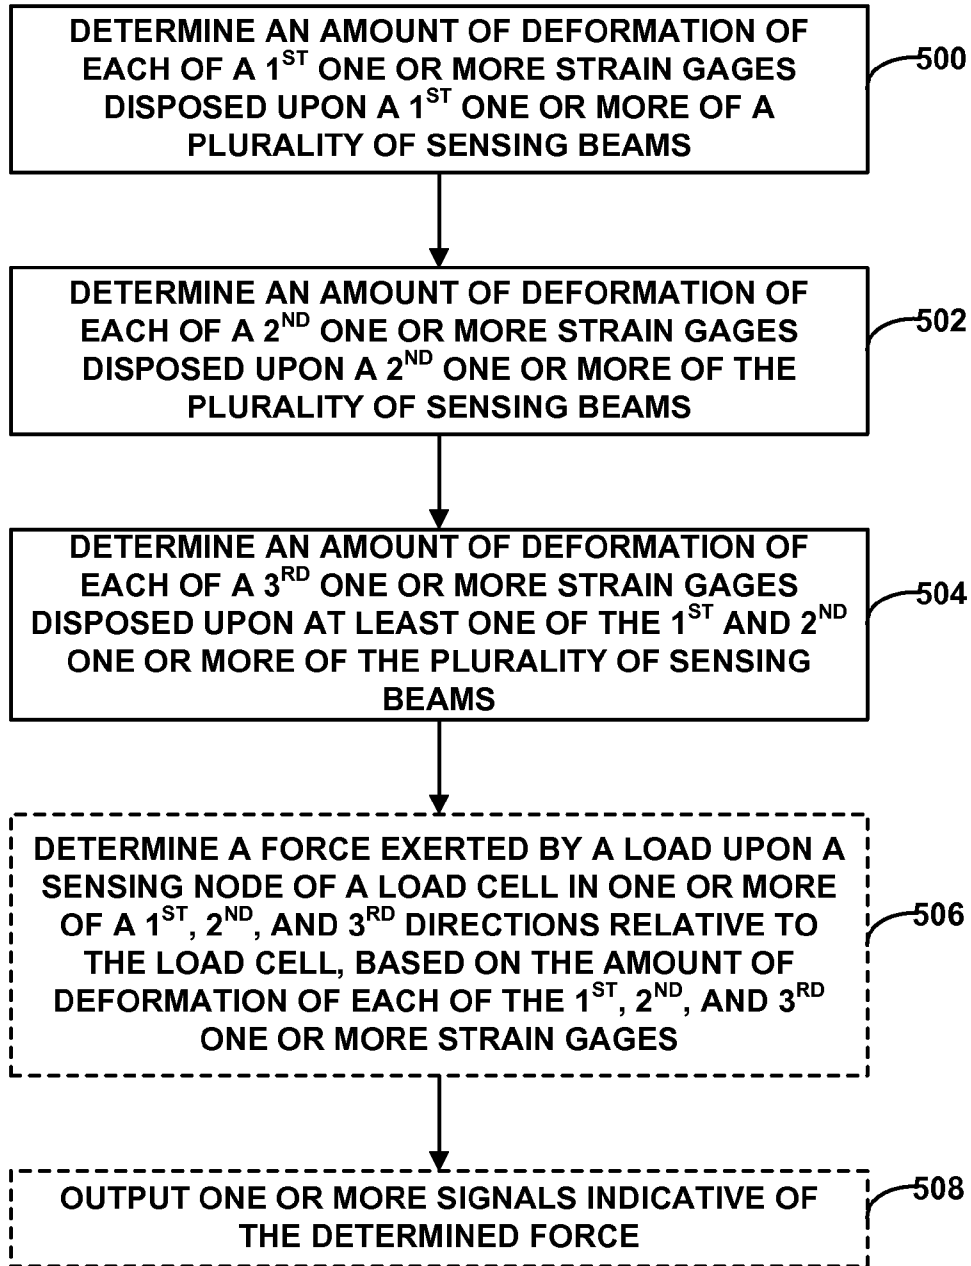 DETERMINE AN AMOUNT OF DEFORMATION OF
EACH OF A 1ST ONE OR MORE STRAIN GAGES
DISPOSED UPON A 1ST ONE OR MORE OF A
PLURALITY OF SENSING BEAMS
500
DETERMINE AN AMOUNT OF DEFORMATION OF
EACH OF A 2ND ONE OR MORE STRAIN GAGES
DISPOSED UPON A 2ND ONE OR MORE OF THE
PLURALITY OF SENSING BEAMS
502
DETERMINE AN AMOUNT OF DEFORMATION OF
EACH OF A 3RD ONE OR MORE STRAIN GAGES
DISPOSED UPON AT LEAST ONE OF THE 1ST AND 2ND
ONE OR MORE OF THE PLURALITY OF SENSING
BEAMS
504
DETERMINE A FORCE EXERTED BY A LOAD UPON A
SENSING NODE OF A LOAD CELL IN ONE OR MORE
OF A 1ST, 2ND, AND 3RD DIRECTIONS RELATIVE TO
THE LOAD CELL, BASED ON THE AMOUNT OF
DEFORMATION OF EACH OF THE 1ST, 2ND, AND 3RD
ONE OR MORE STRAIN GAGES
506
OUTPUT ONE OR MORE SIGNALS INDICATIVE OF
THE DETERMINED FORCE
508